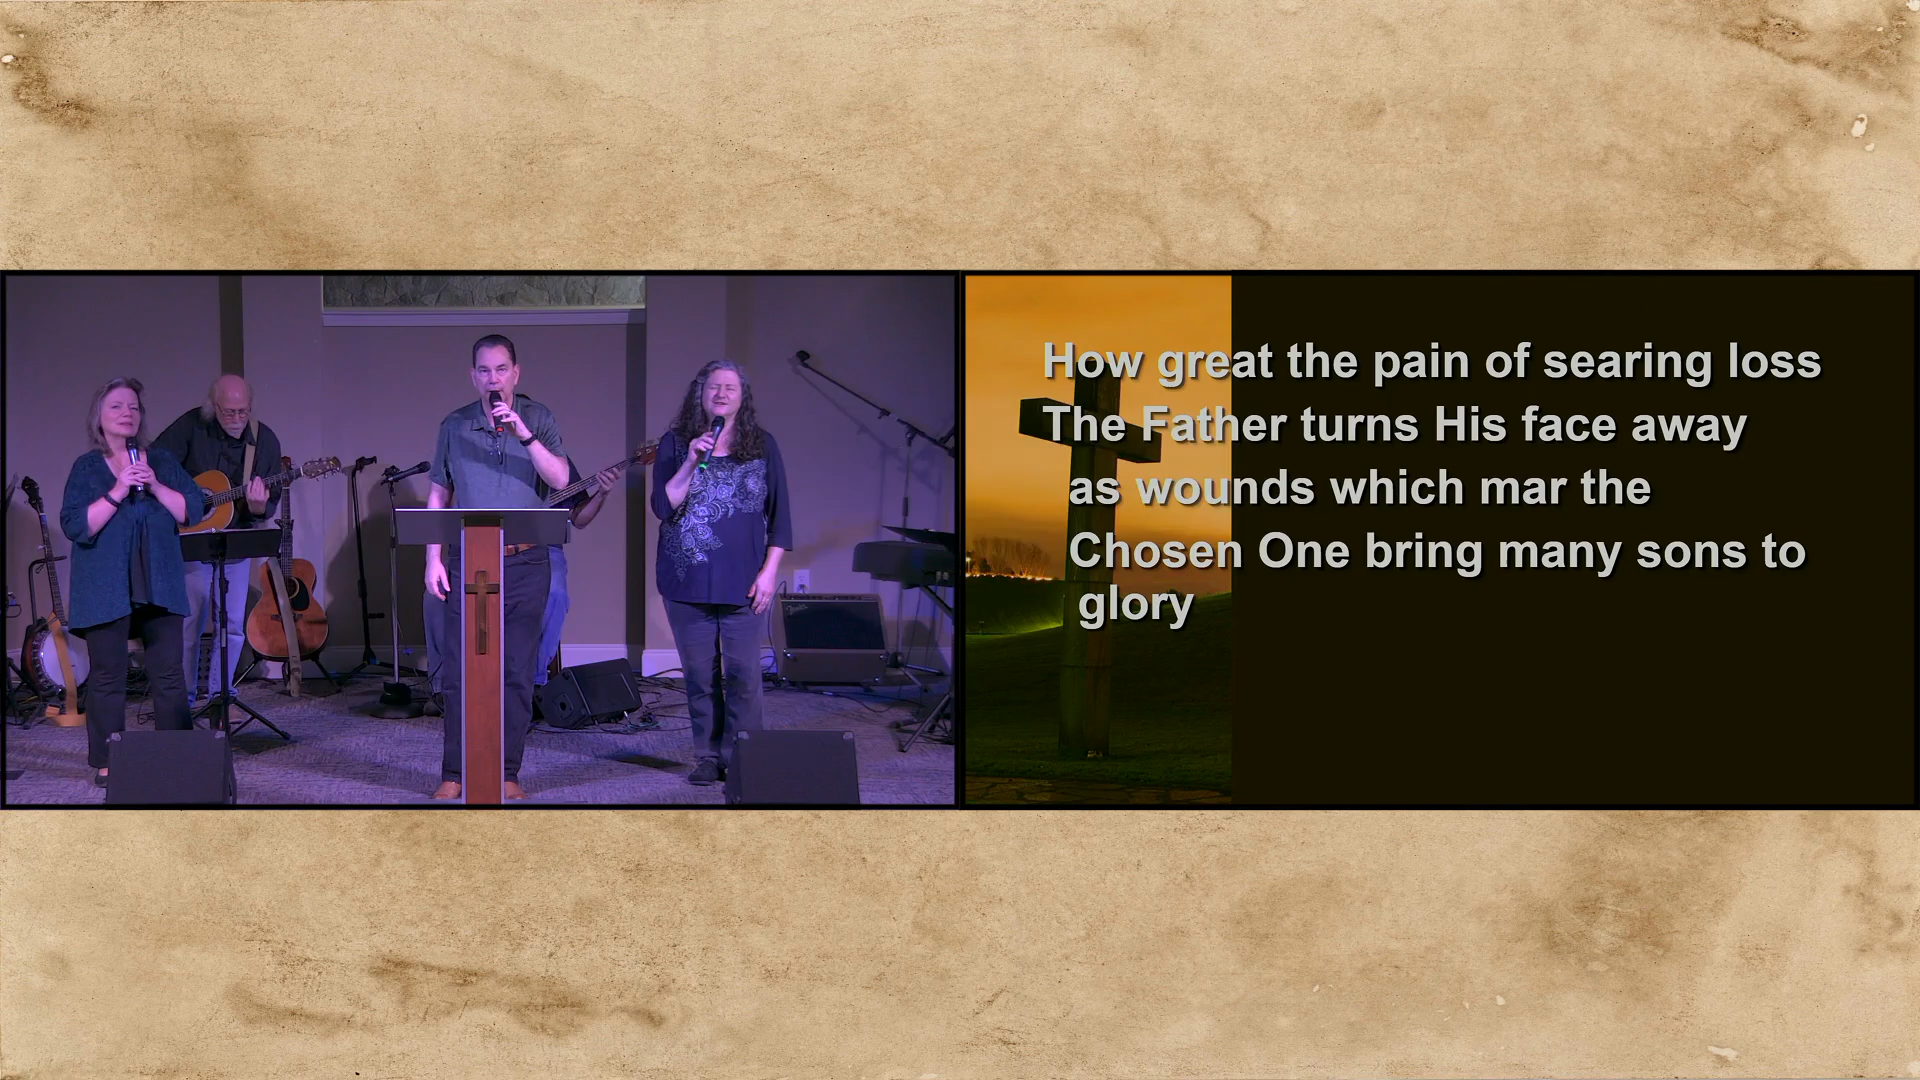 How great the pain of searing loss
The Father turns His face away
as wounds which mar the
Chosen One bring many sons to
glory